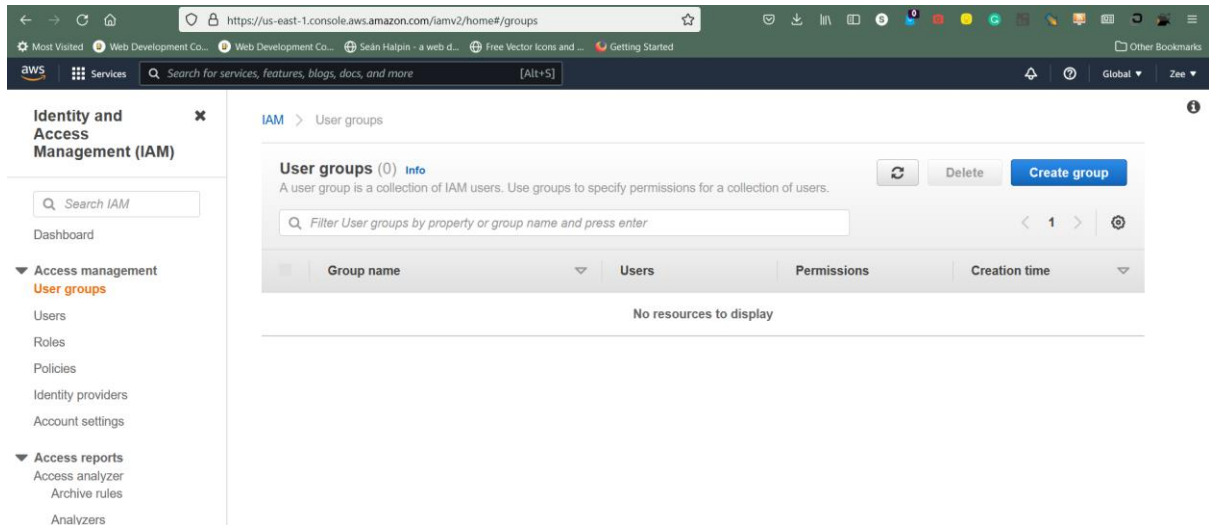 https://us-east-1.console.aws.amazon.com/iamv2/home#/groups
Most Visited
Web Development Co...
Web Development Co...
Seán Halpin - a web d...
Free Vector Icons and ...
Getting Started
Other Bookmarks
aws
Services
Search for services, features, blogs, docs, and more
[Alt+S]
Global
Zee
Identity and
Access
Management (IAM)
Search IAM
Dashboard
Access management
User groups
Users
Roles
Policies
Identity providers
Account settings
Access reports
Access analyzer
Archive rules
Analyzers
IAM > User groups
User groups (0) Info
A user group is a collection of IAM users. Use groups to specify permissions for a collection of users.
Delete
Create group
Filter User groups by property or group name and press enter
< 1 >
Group name
Users
Permissions
Creation time
No resources to display